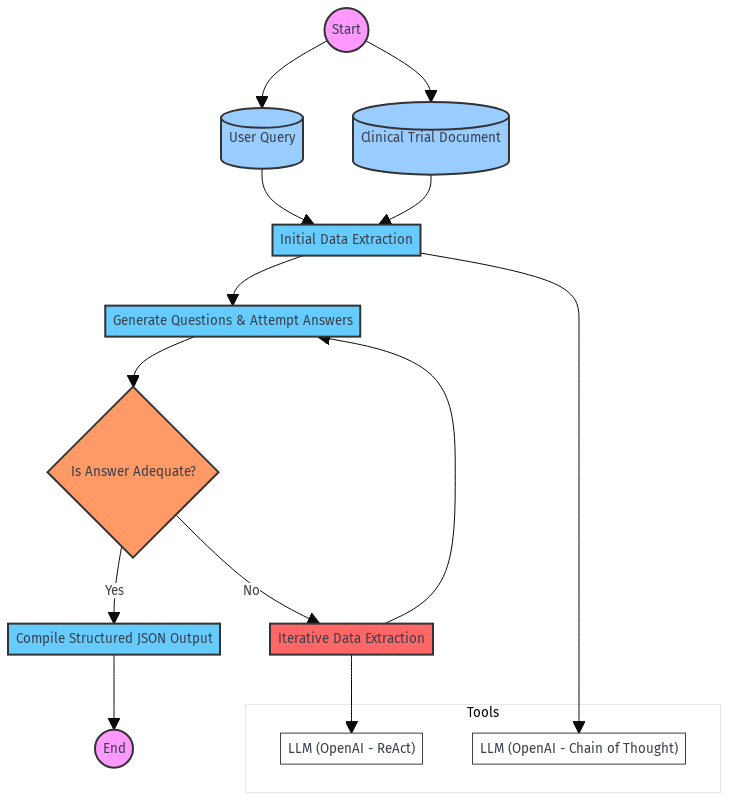 Start
User Query
Clinical Trial Document
Initial Data Extraction
Generate Questions & Attempt Answers
Is Answer Adequate?
Yes
No
Compile Structured JSON Output
Iterative Data Extraction
Tools
End
LLM (OpenAI - ReAct)
LLM (OpenAI - Chain of Thought)